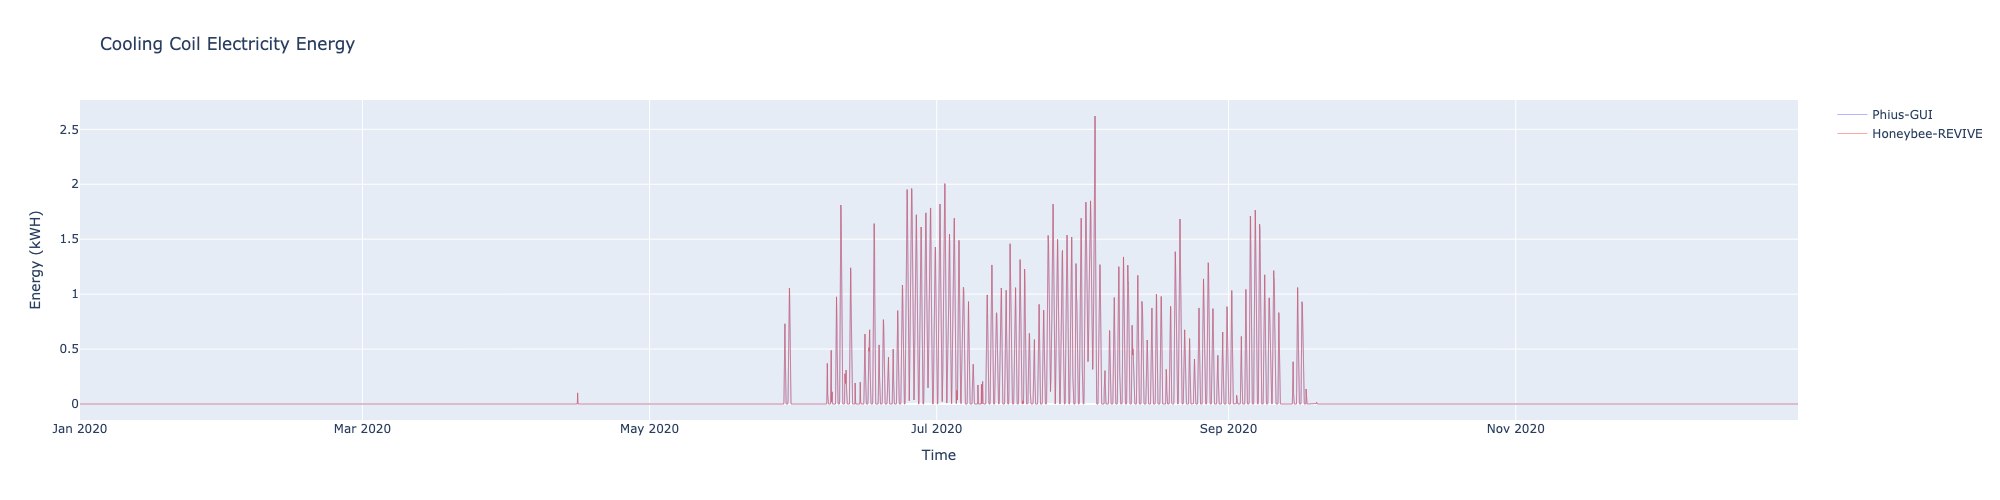 Cooling Coil Electricity Energy
Phius-GUI
Honeybee-REVIVE
Energy (kWH)
2.5
2
1.5
1
0.5
0
Jan 2020
Mar 2020
May 2020
Jul 2020
Sep 2020
Nov 2020
Time